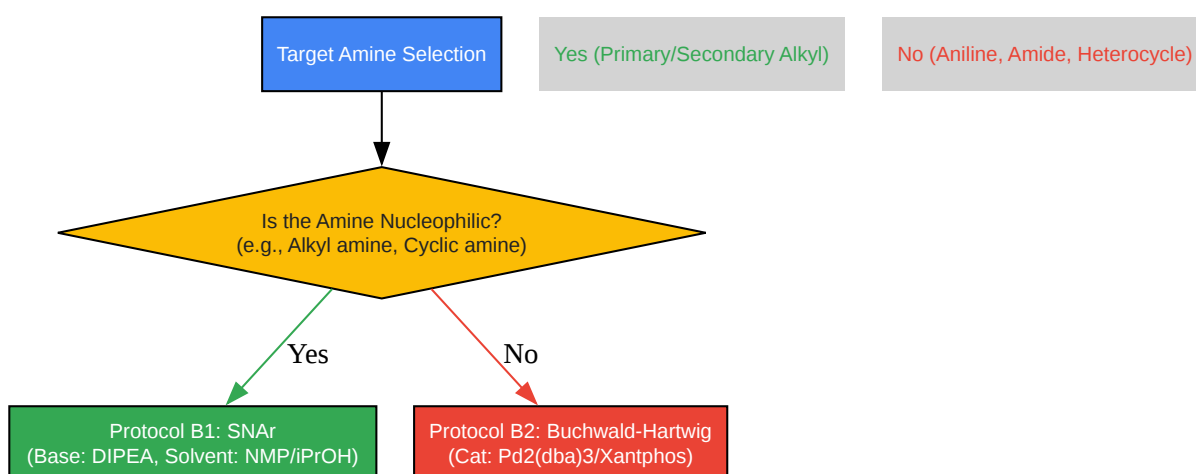 Target Amine Selection
Yes (Primary/Secondary Alkyl)
No (Aniline, Amide, Heterocycle)
Is the Amine Nucleophilic?
(e.g., Alkyl amine, Cyclic amine)
Yes
No
Protocol B1: SNAr
(Base: DIPEA, Solvent: NMP/iPrOH)
Protocol B2: Buchwald-Hartwig
(Cat: Pd2(dba)3/Xantphos)